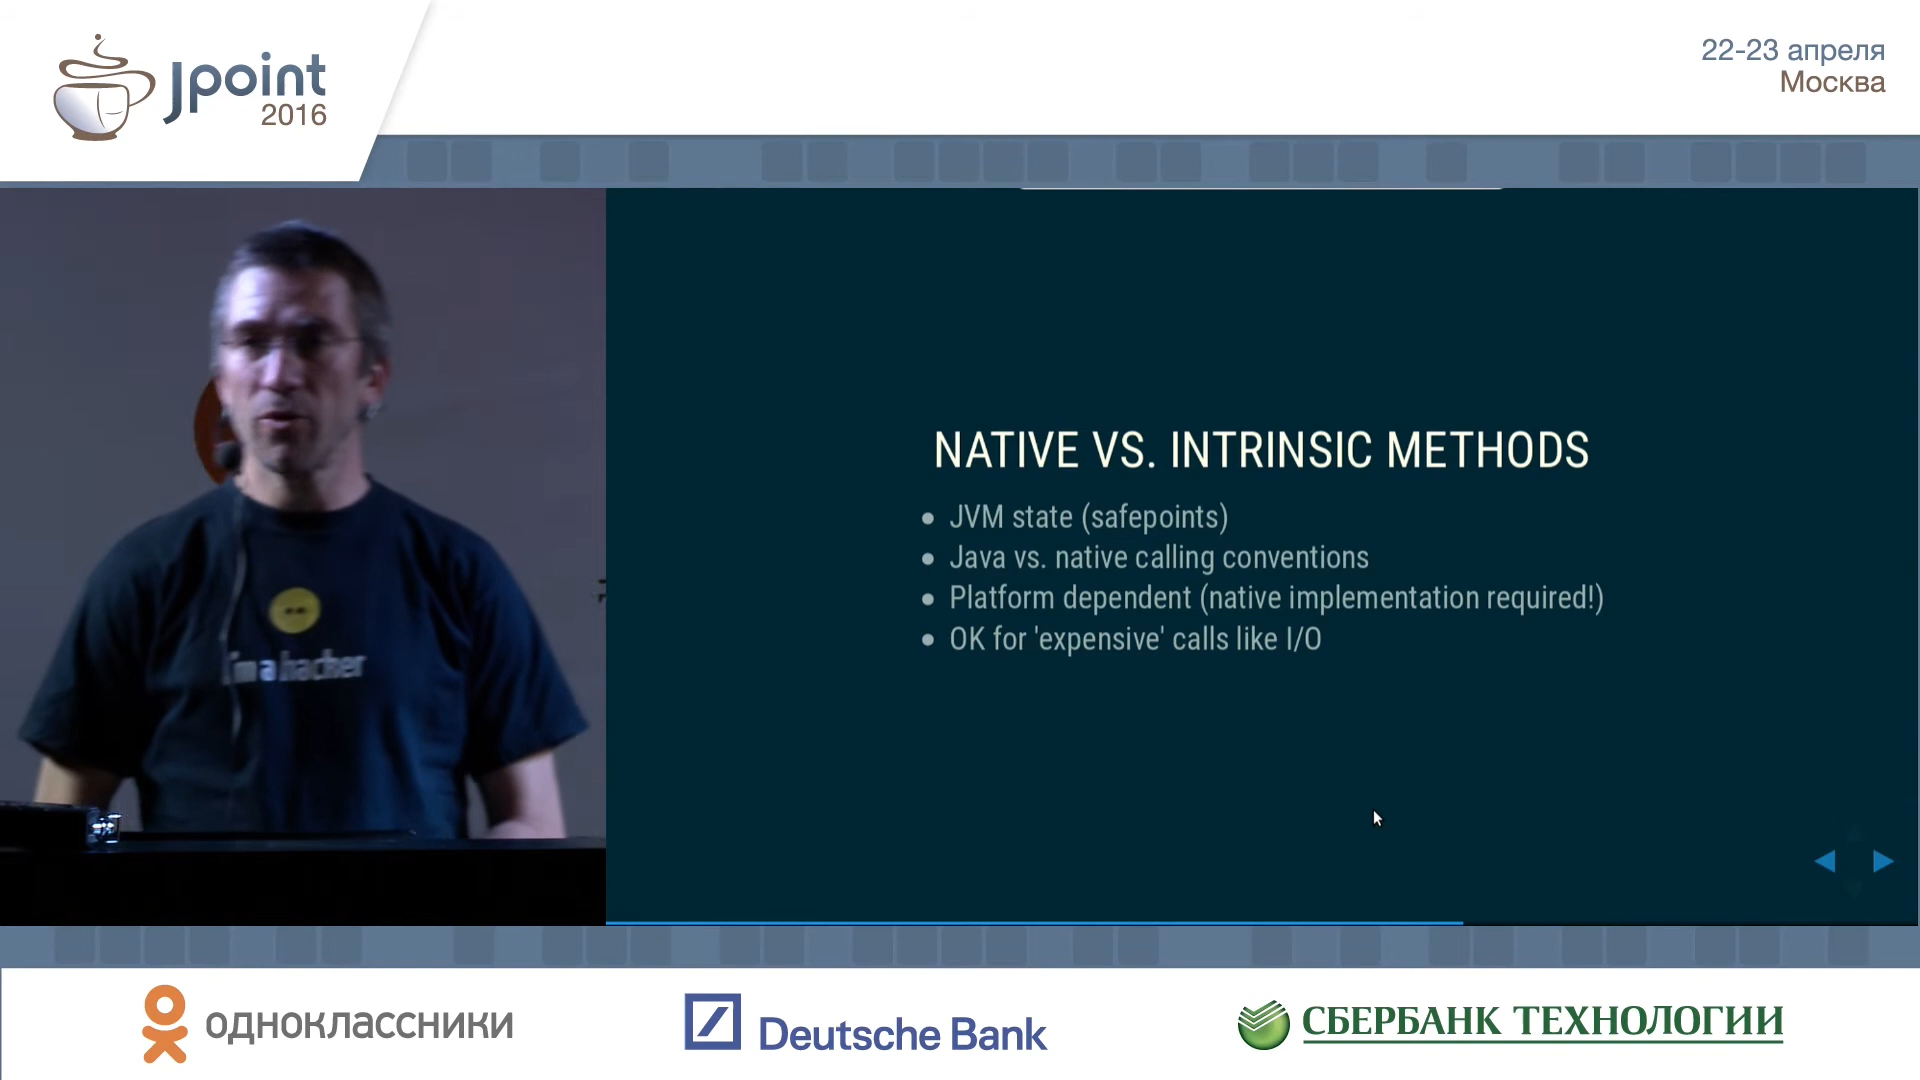 Jpoint
2016
22-23 апреля
Москва
I'm a hacker
NATIVE VS. INTRINSIC METHODS
• JVM state (safepoints)
• Java vs. native calling conventions
• Platform dependent (native implementation required!)
• OK for 'expensive' calls like I/O
одноклассники
Deutsche Bank
СБЕРБАНК ТЕХНОЛОГИИ